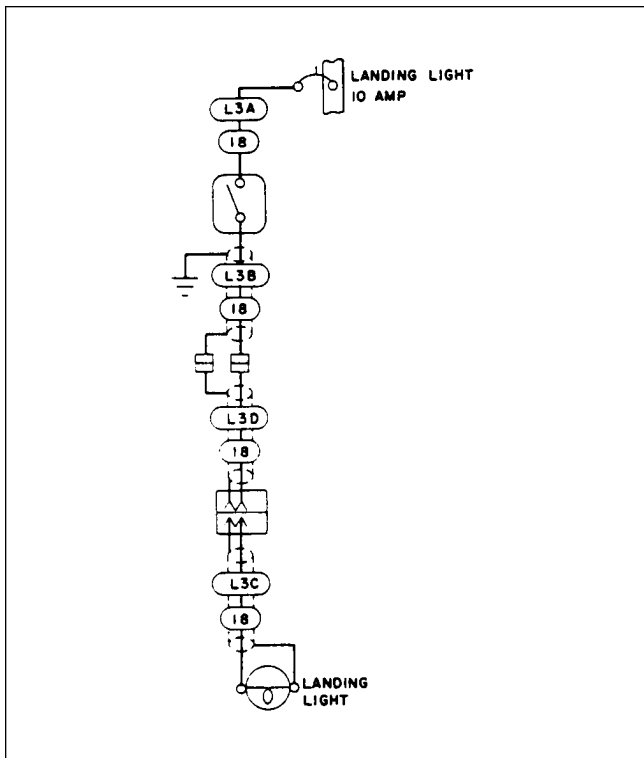 LANDING LIGHT
10 AMP
L3A
18
L3B
18
L3D
18
L3C
18
LANDING
LIGHT